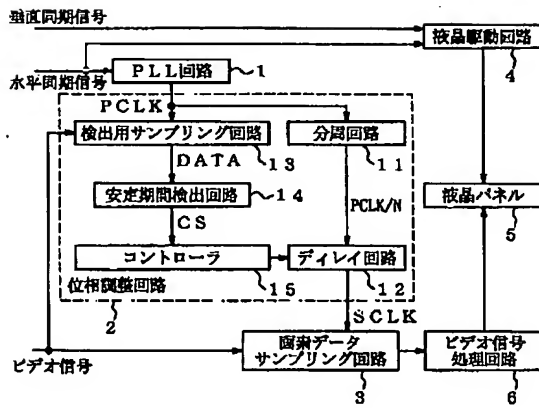 垂直同期信号
水平同期信号
PLL回路
1
液晶駆動回路
4
PCLK
検出用サンプリング回路
13
分周回路
11
DATA
安定期間検出回路
14
PCLK/N
液晶パネル
5
CS
コントローラ
15
ディレイ回路
12
位相調整回路
2
SCLK
ビデオ信号
画素データ
サンプリング回路
3
ビデオ信号
処理回路
6